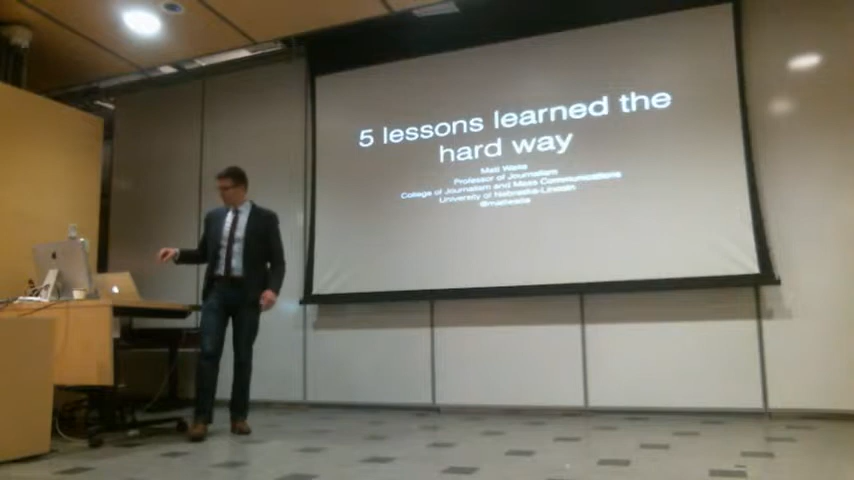 5 lessons learned the
hard way
Matt Waite
Professor of Journalism
College of Journalism and Mass Communications
University of Nebraska-Lincoln
@mattwaite